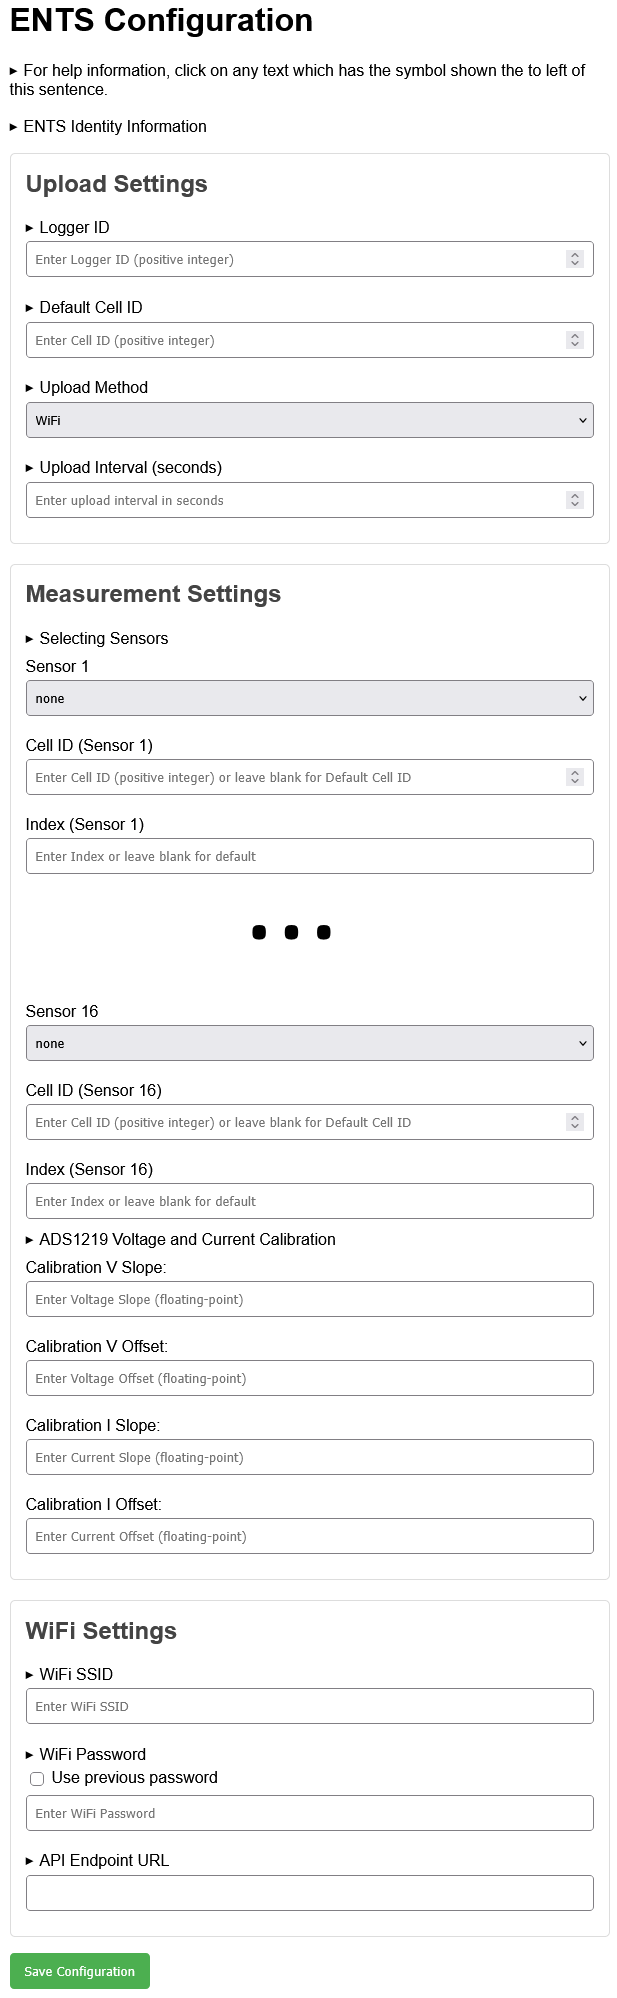 ENTS Configuration
▸ For help information, click on any text which has the symbol shown the to left of
this sentence.
▸ ENTS Identity Information
Upload Settings
▸ Logger ID
Enter Logger ID (positive integer)
▸ Default Cell ID
Enter Cell ID (positive integer)
▸ Upload Method
WiFi
▸ Upload Interval (seconds)
Enter upload interval in seconds
Measurement Settings
▸ Selecting Sensors
Sensor 1
none
Cell ID (Sensor 1)
Enter Cell ID (positive integer) or leave blank for Default Cell ID
Index (Sensor 1)
Enter Index or leave blank for default
...
Sensor 16
none
Cell ID (Sensor 16)
Enter Cell ID (positive integer) or leave blank for Default Cell ID
Index (Sensor 16)
Enter Index or leave blank for default
▸ ADS1219 Voltage and Current Calibration
Calibration V Slope:
Enter Voltage Slope (floating-point)
Calibration V Offset:
Enter Voltage Offset (floating-point)
Calibration I Slope:
Enter Current Slope (floating-point)
Calibration I Offset:
Enter Current Offset (floating-point)
WiFi Settings
▸ WiFi SSID
Enter WiFi SSID
▸ WiFi Password
Use previous password
Enter WiFi Password
▸ API Endpoint URL
Save Configuration